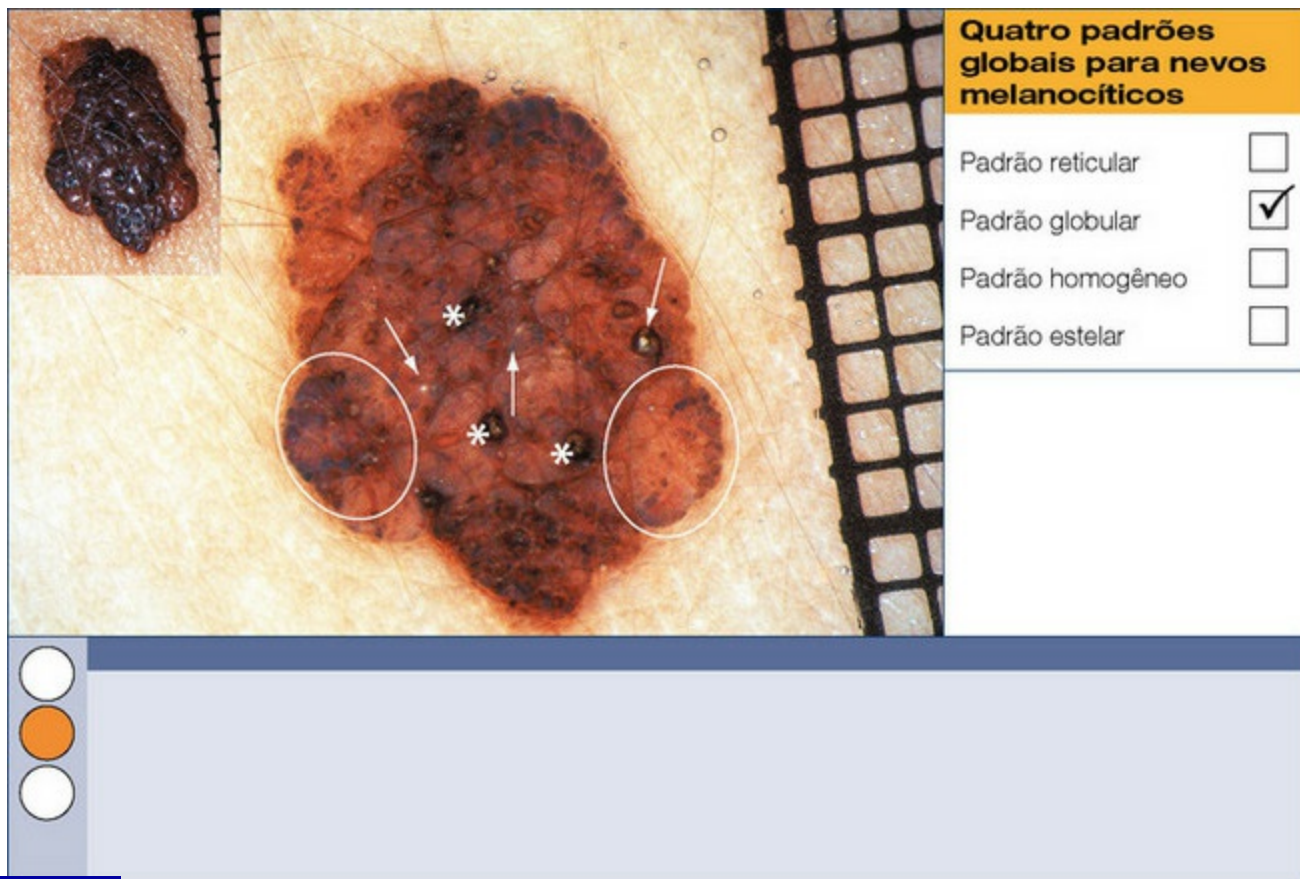 Quatro padrões
globais para nevos
melanocíticos
Padrão reticular
Padrão globular
Padrão homogêneo
Padrão estelar